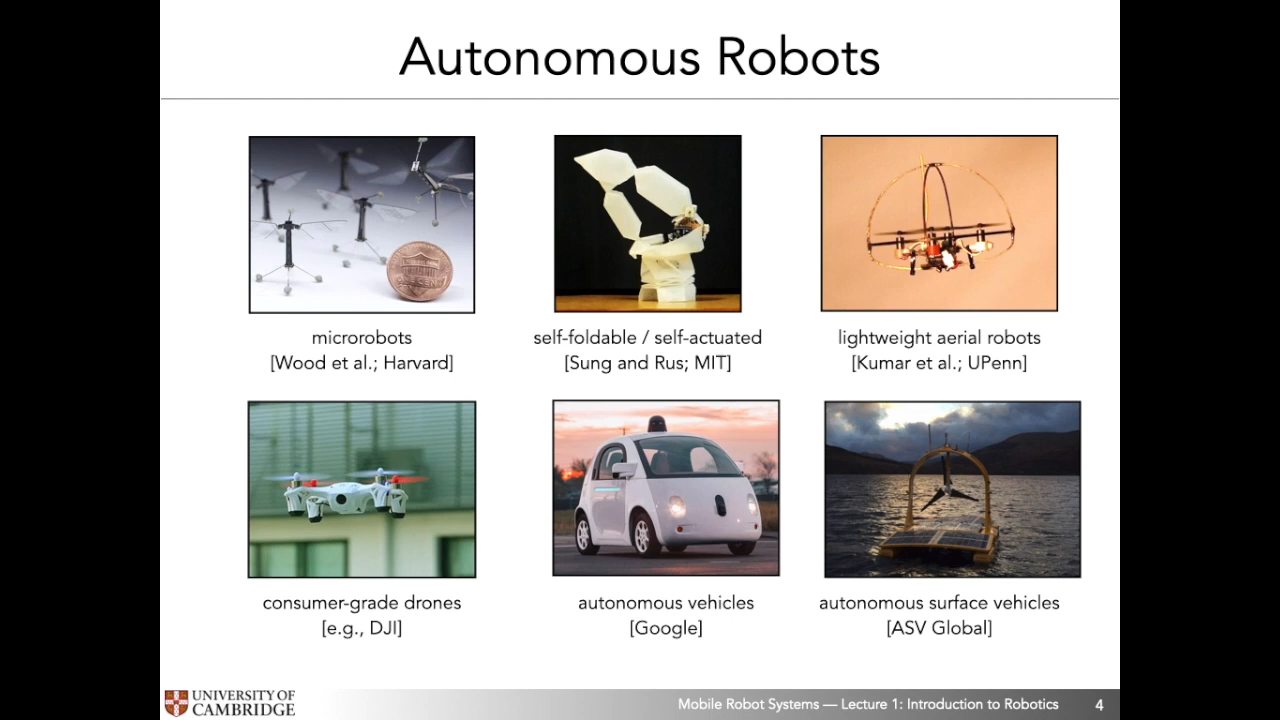 Autonomous Robots
microrobots
[Wood et al.; Harvard]
self-foldable / self-actuated
[Sung and Rus; MIT]
lightweight aerial robots
[Kumar et al.; UPenn]
consumer-grade drones
[e.g., DJI]
autonomous vehicles
[Google]
autonomous surface vehicles
[ASV Global]
UNIVERSITY OF
CAMBRIDGE
Mobile Robot Systems — Lecture 1: Introduction to Robotics
4